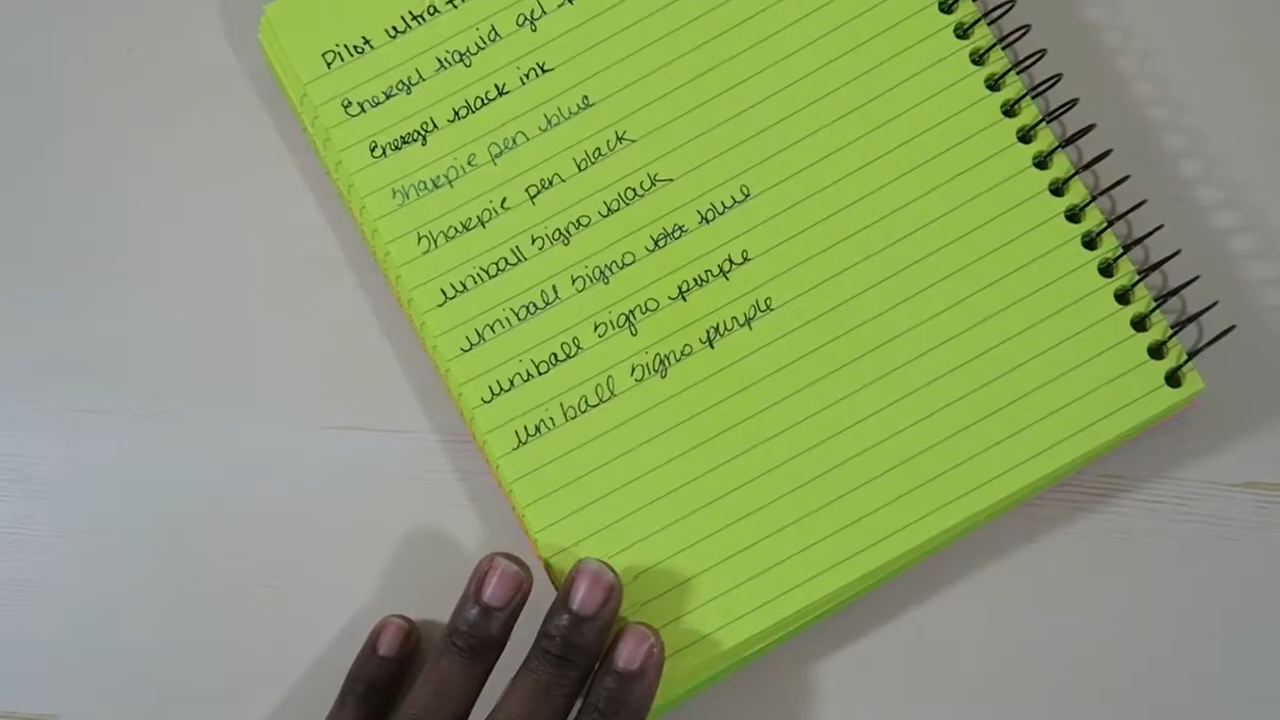 Pilot ultra
Energel liquid gel
Energel black ink
Sharpie pen blue
Sharpie pen black
uniball Signo black
uniball Signo blue
uniball Signo purple
uniball Signo purple